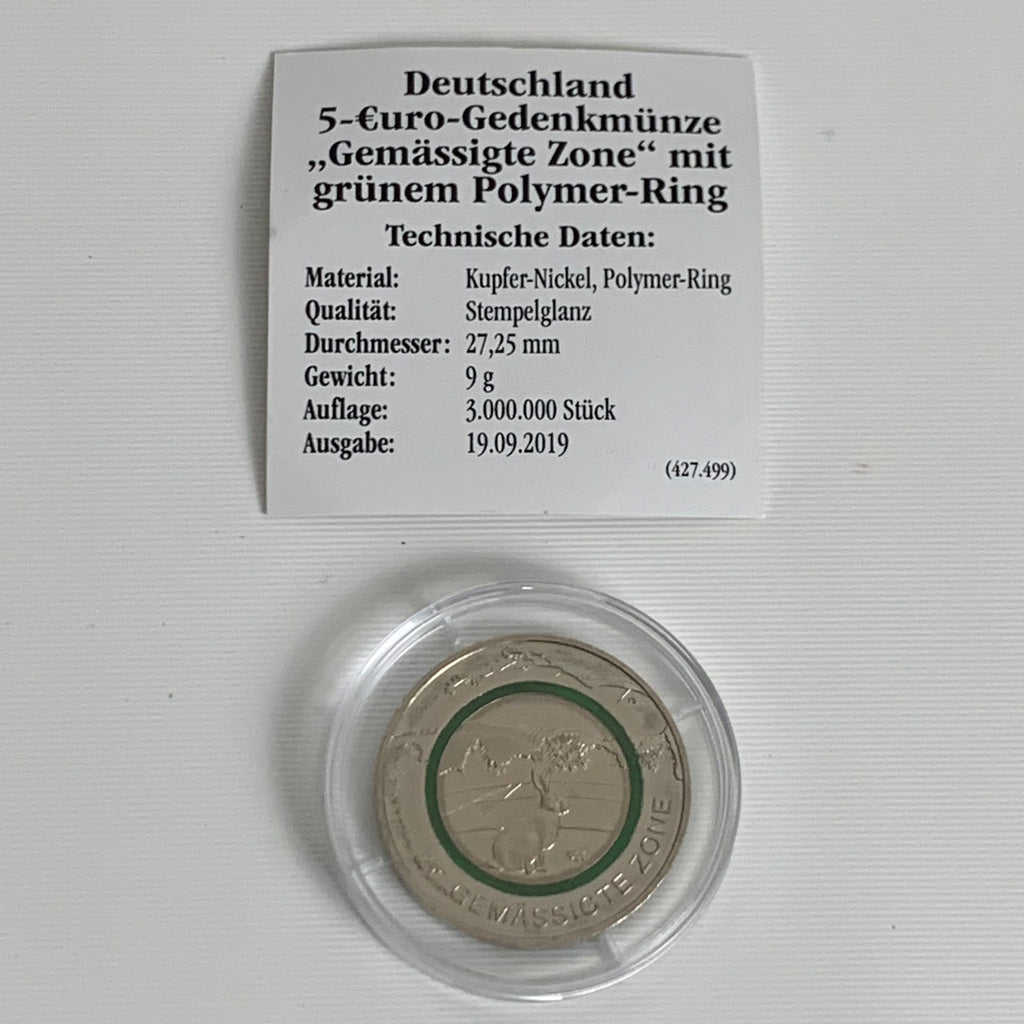 Deutschland
5-€uro-Gedenkmünze
„Gemässigte Zone“ mit
grünem Polymer-Ring
Technische Daten:
Material: Kupfer-Nickel, Polymer-Ring
Qualität: Stempelglanz
Durchmesser: 27,25 mm
Gewicht: 9 g
Auflage: 3.000.000 Stück
Ausgabe: 19.09.2019
(427.499)
GEMÄSSIGTE ZONE